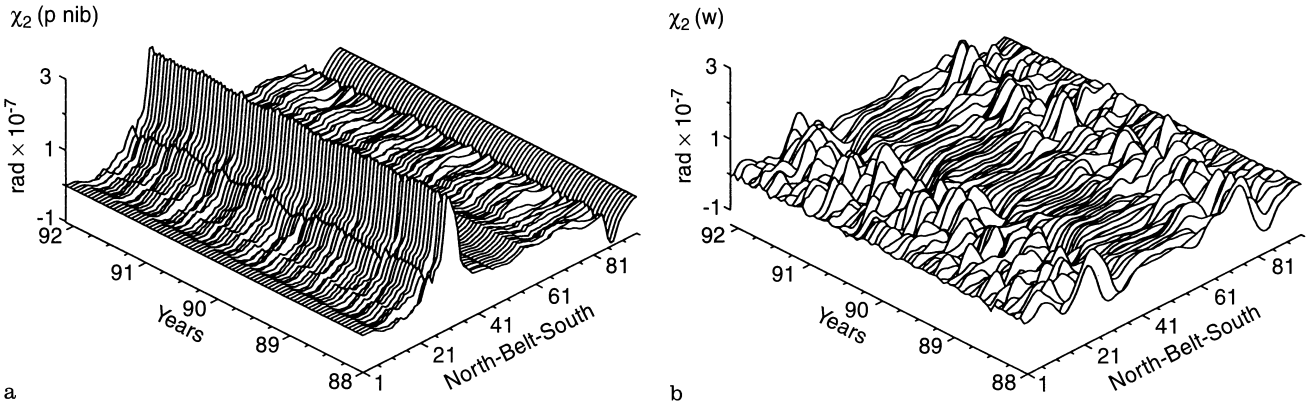 χ₂ (p nib)
3
1
-1
rad × 10⁻⁷
92
91
90
89
88
Years
1
21
41
61
81
North-Belt-South
a
χ₂ (w)
3
1
-1
rad × 10⁻⁷
92
91
90
89
88
Years
1
21
41
61
81
North-Belt-South
b